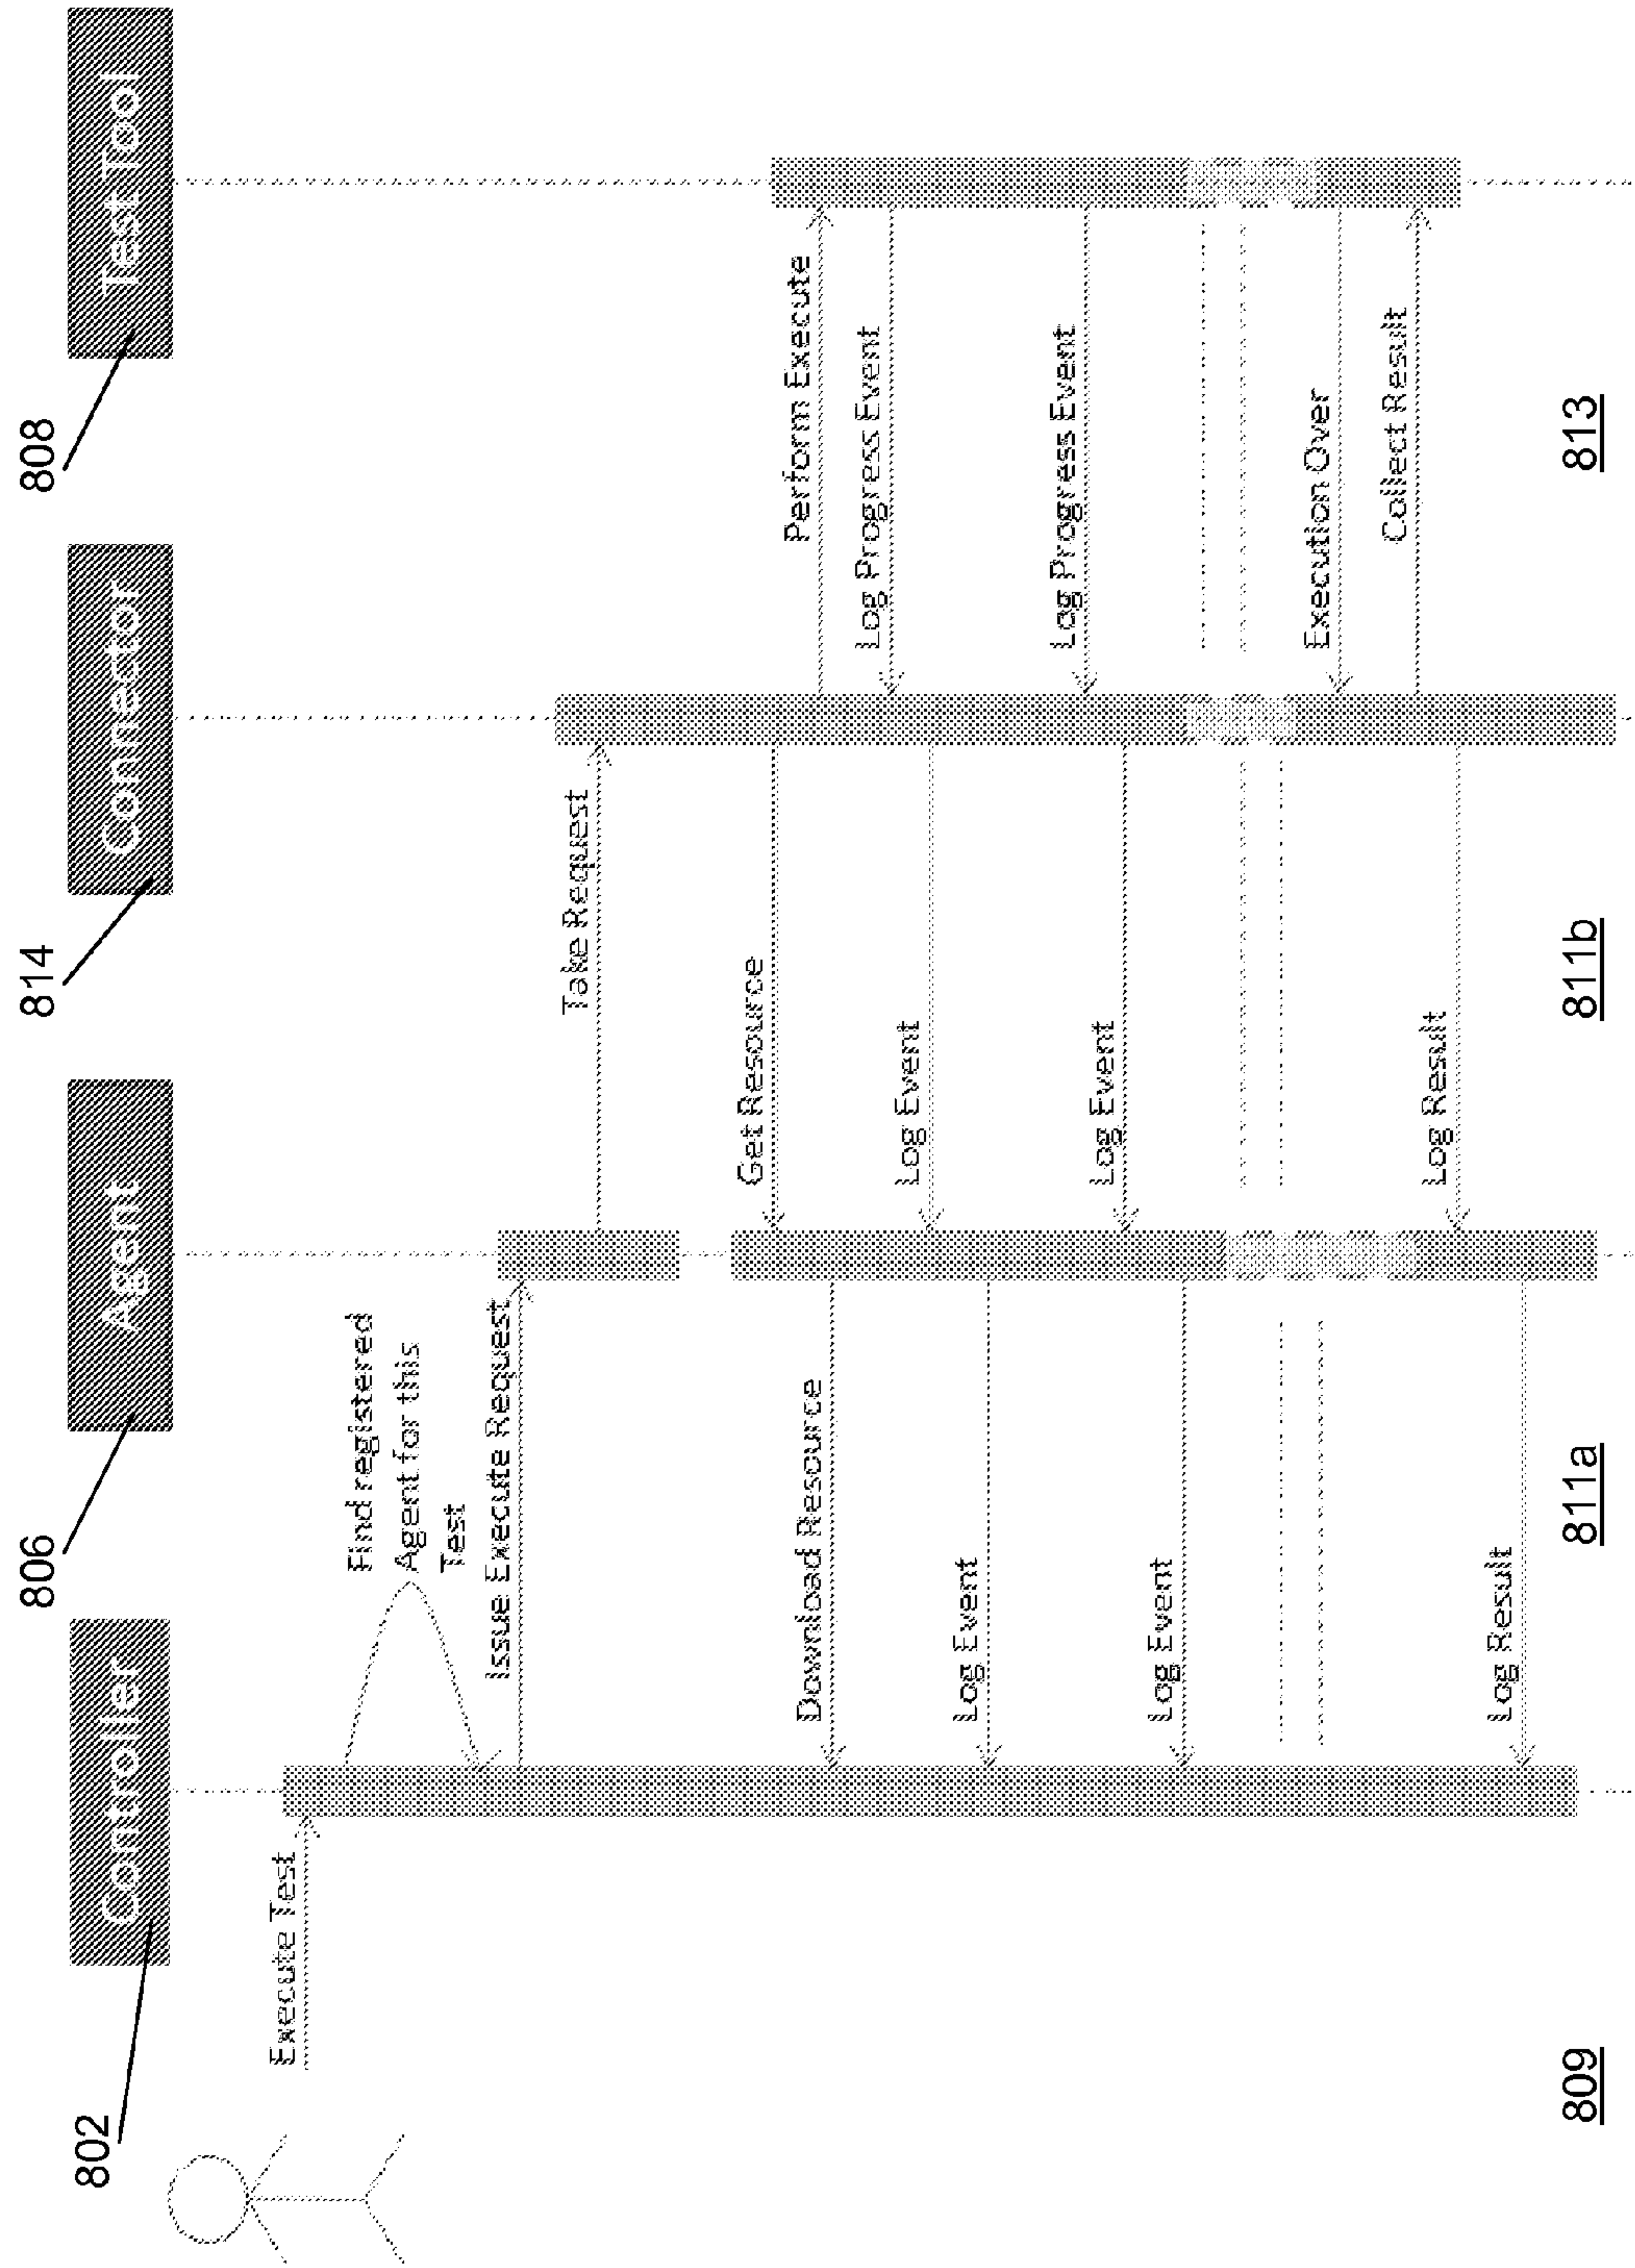 802
806
814
808
Controller
Agent
Connector
Test Tool
Execute Test
Find registered
Agent for this
Test
Issue Execute Request
Take Request
Get Resource
Perform Execute
Download Resource
Log Progress Event
Log Event
Log Event
Log Progress Event
Log Event
Log Event
Execution Over
Collect Result
Log Result
Log Result
809
811a
811b
813